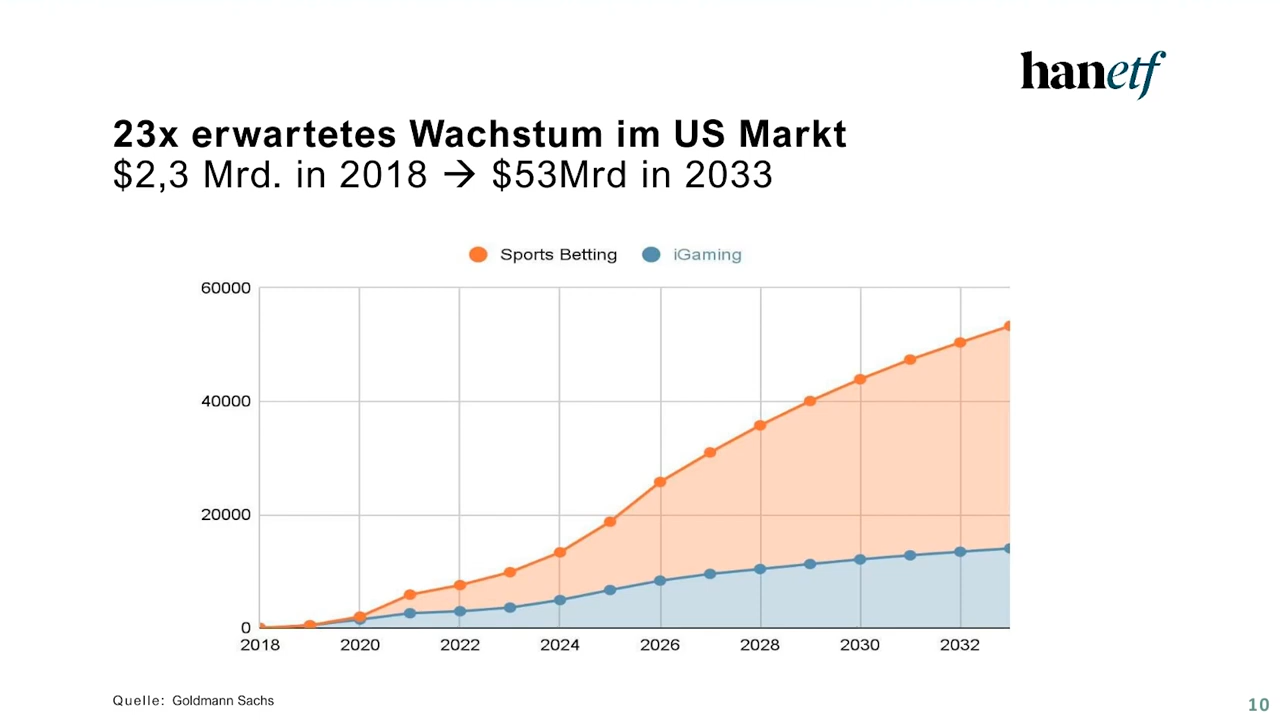 hanetf
23x erwartetes Wachstum im US Markt
$2,3 Mrd. in 2018 → $53Mrd in 2033
Sports Betting iGaming
60000
40000
20000
0
2018 2020 2022 2024 2026 2028 2030 2032
Quelle: Goldmann Sachs
10